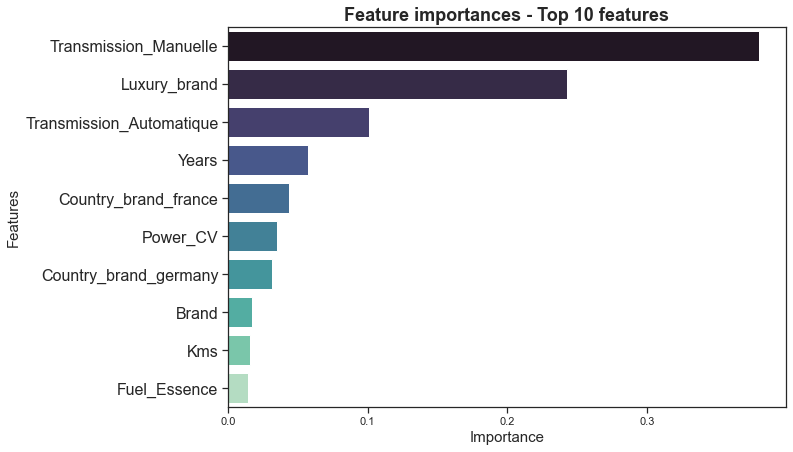 Feature importances - Top 10 features
Features
Transmission_Manuelle
Luxury_brand
Transmission_Automatique
Years
Country_brand_france
Power_CV
Country_brand_germany
Brand
Kms
Fuel_Essence
0.0 0.1 0.2 0.3
Importance